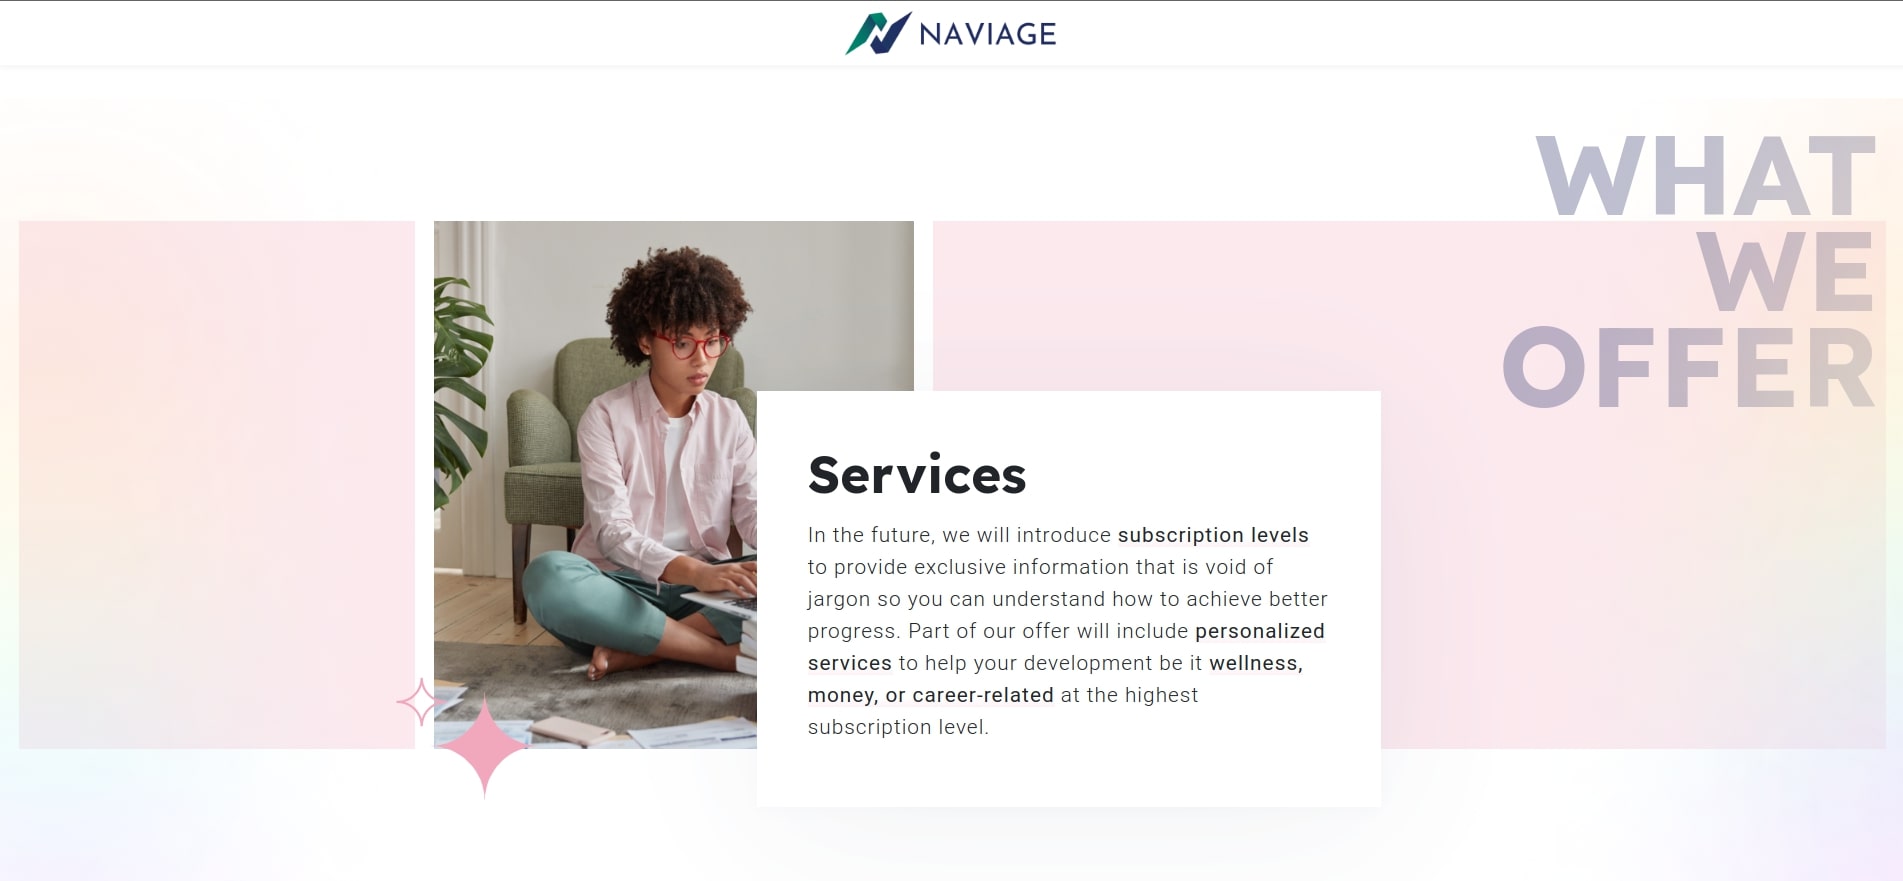 NAVIAGE
WHAT
WE
OFFER
Services
In the future, we will introduce subscription levels
to provide exclusive information that is void of
jargon so you can understand how to achieve better
progress. Part of our offer will include personalized
services to help your development be it wellness,
money, or career-related at the highest
subscription level.